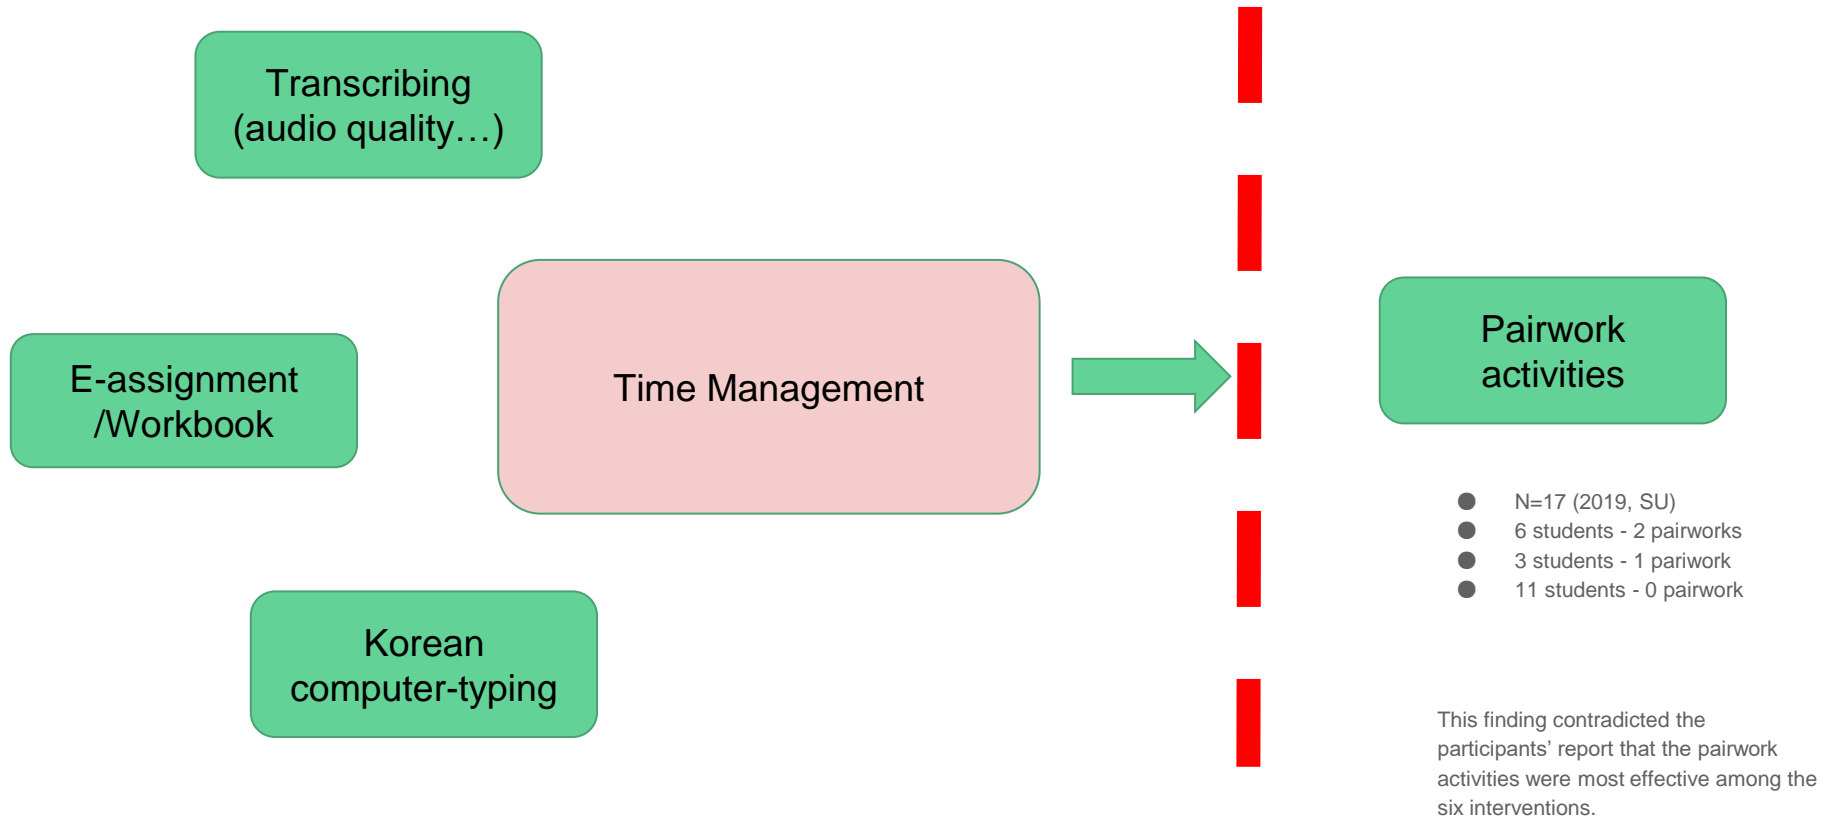 Transcribing
(audio quality…)
E-assignment
/Workbook
Time Management
Korean
computer-typing
Pairwork
activities
● N=17 (2019, SU)
● 6 students - 2 pairworks
● 3 students - 1 pariwork
● 11 students - 0 pairwork
This finding contradicted the
participants’ report that the pairwork
activities were most effective among the
six interventions.